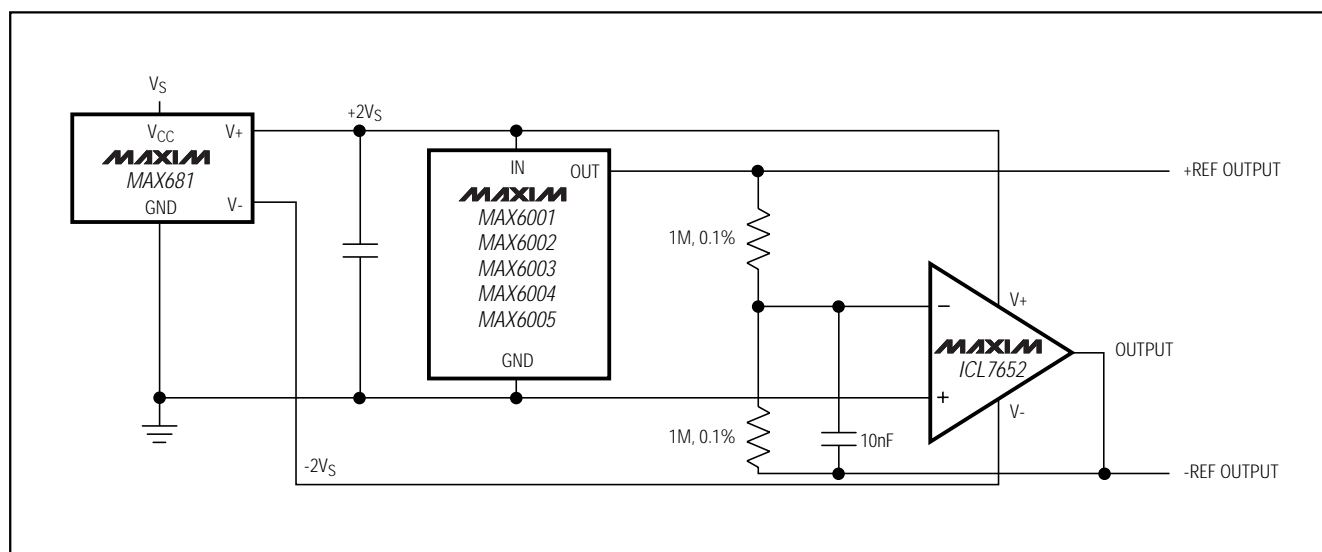 VS
VCC
V+
MAXIM
MAX681
GND
V-
+2VS
-2VS
IN
OUT
MAXIM
MAX6001
MAX6002
MAX6003
MAX6004
MAX6005
GND
1M, 0.1%
1M, 0.1%
10nF
−
+
V+
MAXIM
ICL7652
V-
+REF OUTPUT
OUTPUT
-REF OUTPUT